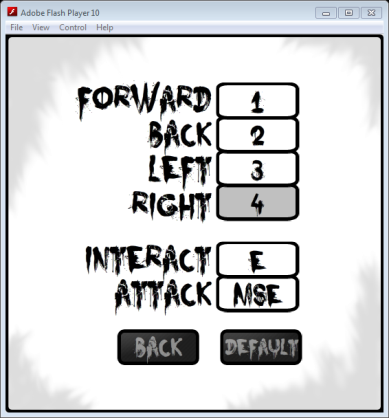 Adobe Flash Player 10
File View Control Help
FORWARD 1
BACK 2
LEFT 3
RIGHT 4
INTERACT E
ATTACK MSE
BACK DEFAULT